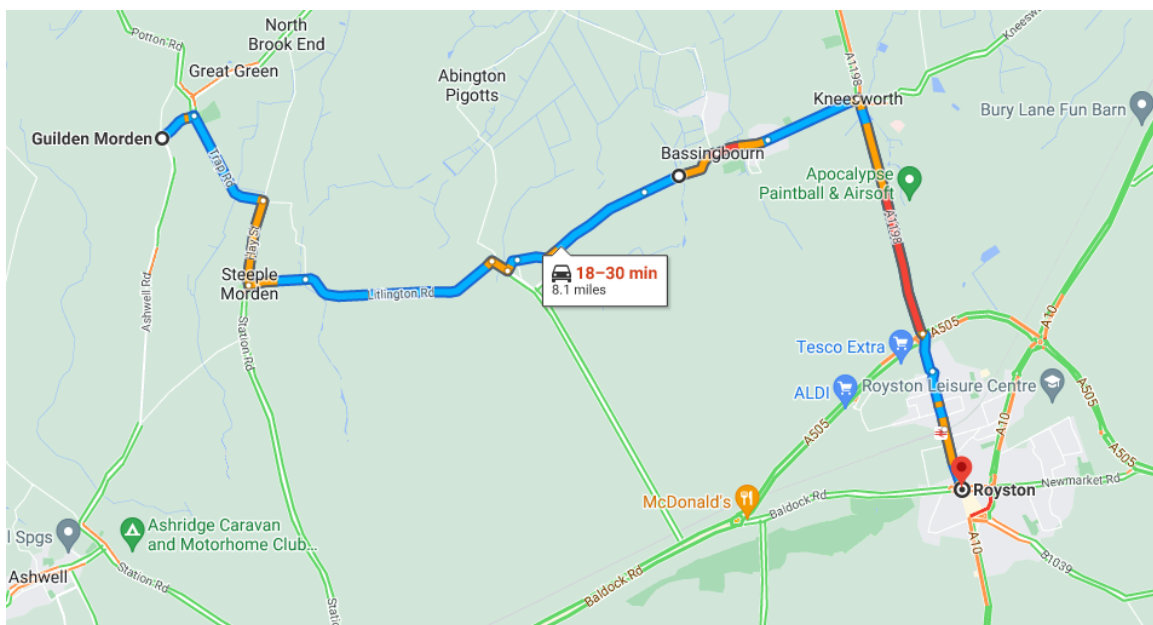 North
Brook End
Potton Rd
Great Green
Abington
Pigotts
A1198
Kneesworth
Bury Lane Fun Barn
Guilden Morden
Trap Rd
Bassingbourn
Apocalypse
Paintball & Airsoft
A1198
Hay St
Steeple
Morden
Litlington Rd
18–30 min
8.1 miles
Ashwell Rd
Station Rd
A505
A10
Tesco Extra
Royston Leisure Centre
ALDI
A505
A10
A505
A505
McDonald's
Baldock Rd
Royston
Newmarket Rd
l Spgs
Ashridge Caravan
and Motorhome Club...
A10
B1039
Ashwell
Station Rd
Baldock Rd